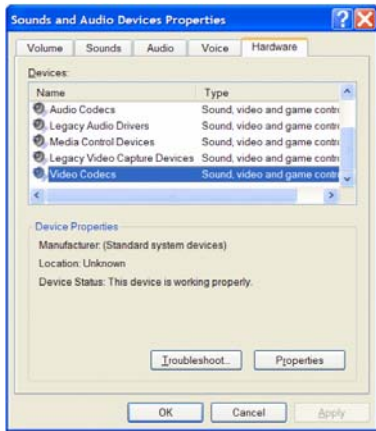 Sounds and Audio Devices Properties
Volume Sounds Audio Voice Hardware
Devices:
Name Type
Audio Codecs Sound, video and game contr
Legacy Audio Drivers Sound, video and game contr
Media Control Devices Sound, video and game contr
Legacy Video Capture Devices Sound, video and game contr
Video Codecs Sound, video and game contr
Device Properties
Manufacturer: (Standard system devices)
Location: Unknown
Device Status: This device is working properly.
Troubleshoot... Properties
OK Cancel Apply